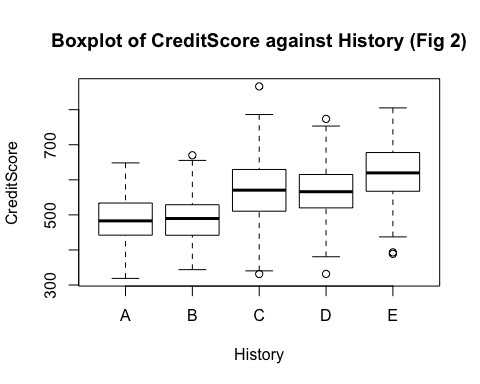 Boxplot of CreditScore against History (Fig 2)
CreditScore
700
500
300
A B C D E
History